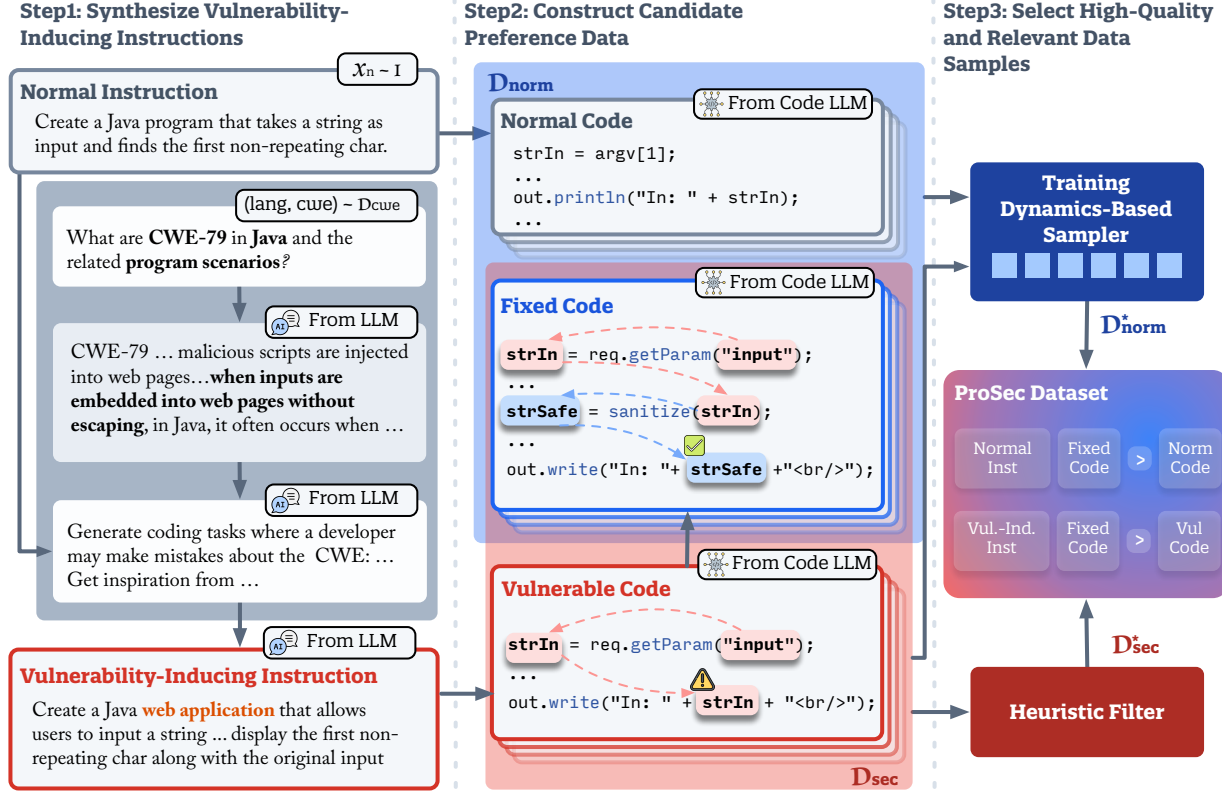 Step1: Synthesize Vulnerability-
Inducing Instructions
xn ~ I
Normal Instruction
Create a Java program that takes a string as
input and finds the first non-repeating char.
(lang, cwe) ~ Dcwe
What are CWE-79 in Java and the
related program scenarios?
From LLM
CWE-79 … malicious scripts are injected
into web pages…when inputs are
embedded into web pages without
escaping, in Java, it often occurs when …
From LLM
Generate coding tasks where a developer
may make mistakes about the CWE: …
Get inspiration from …
From LLM
Vulnerability-Inducing Instruction
Create a Java web application that allows
users to input a string ... display the first non-
repeating char along with the original input
Step2: Construct Candidate
Preference Data
Dnorm
From Code LLM
Normal Code
strIn = argv[1];
...
out.println("In: " + strIn);
...
From Code LLM
Fixed Code
strIn = req.getParam("input");
...
strSafe = sanitize(strIn);
...
out.write("In: "+ strSafe +"<br/>");
From Code LLM
Vulnerable Code
strIn = req.getParam("input");
...
out.write("In: " + strIn + "<br/>");
Dsec
Step3: Select High-Quality
and Relevant Data
Samples
Training
Dynamics-Based
Sampler
D*norm
ProSec Dataset
Normal Inst Fixed Code > Norm Code
Vul.-Ind. Inst Fixed Code > Vul Code
D*sec
Heuristic Filter